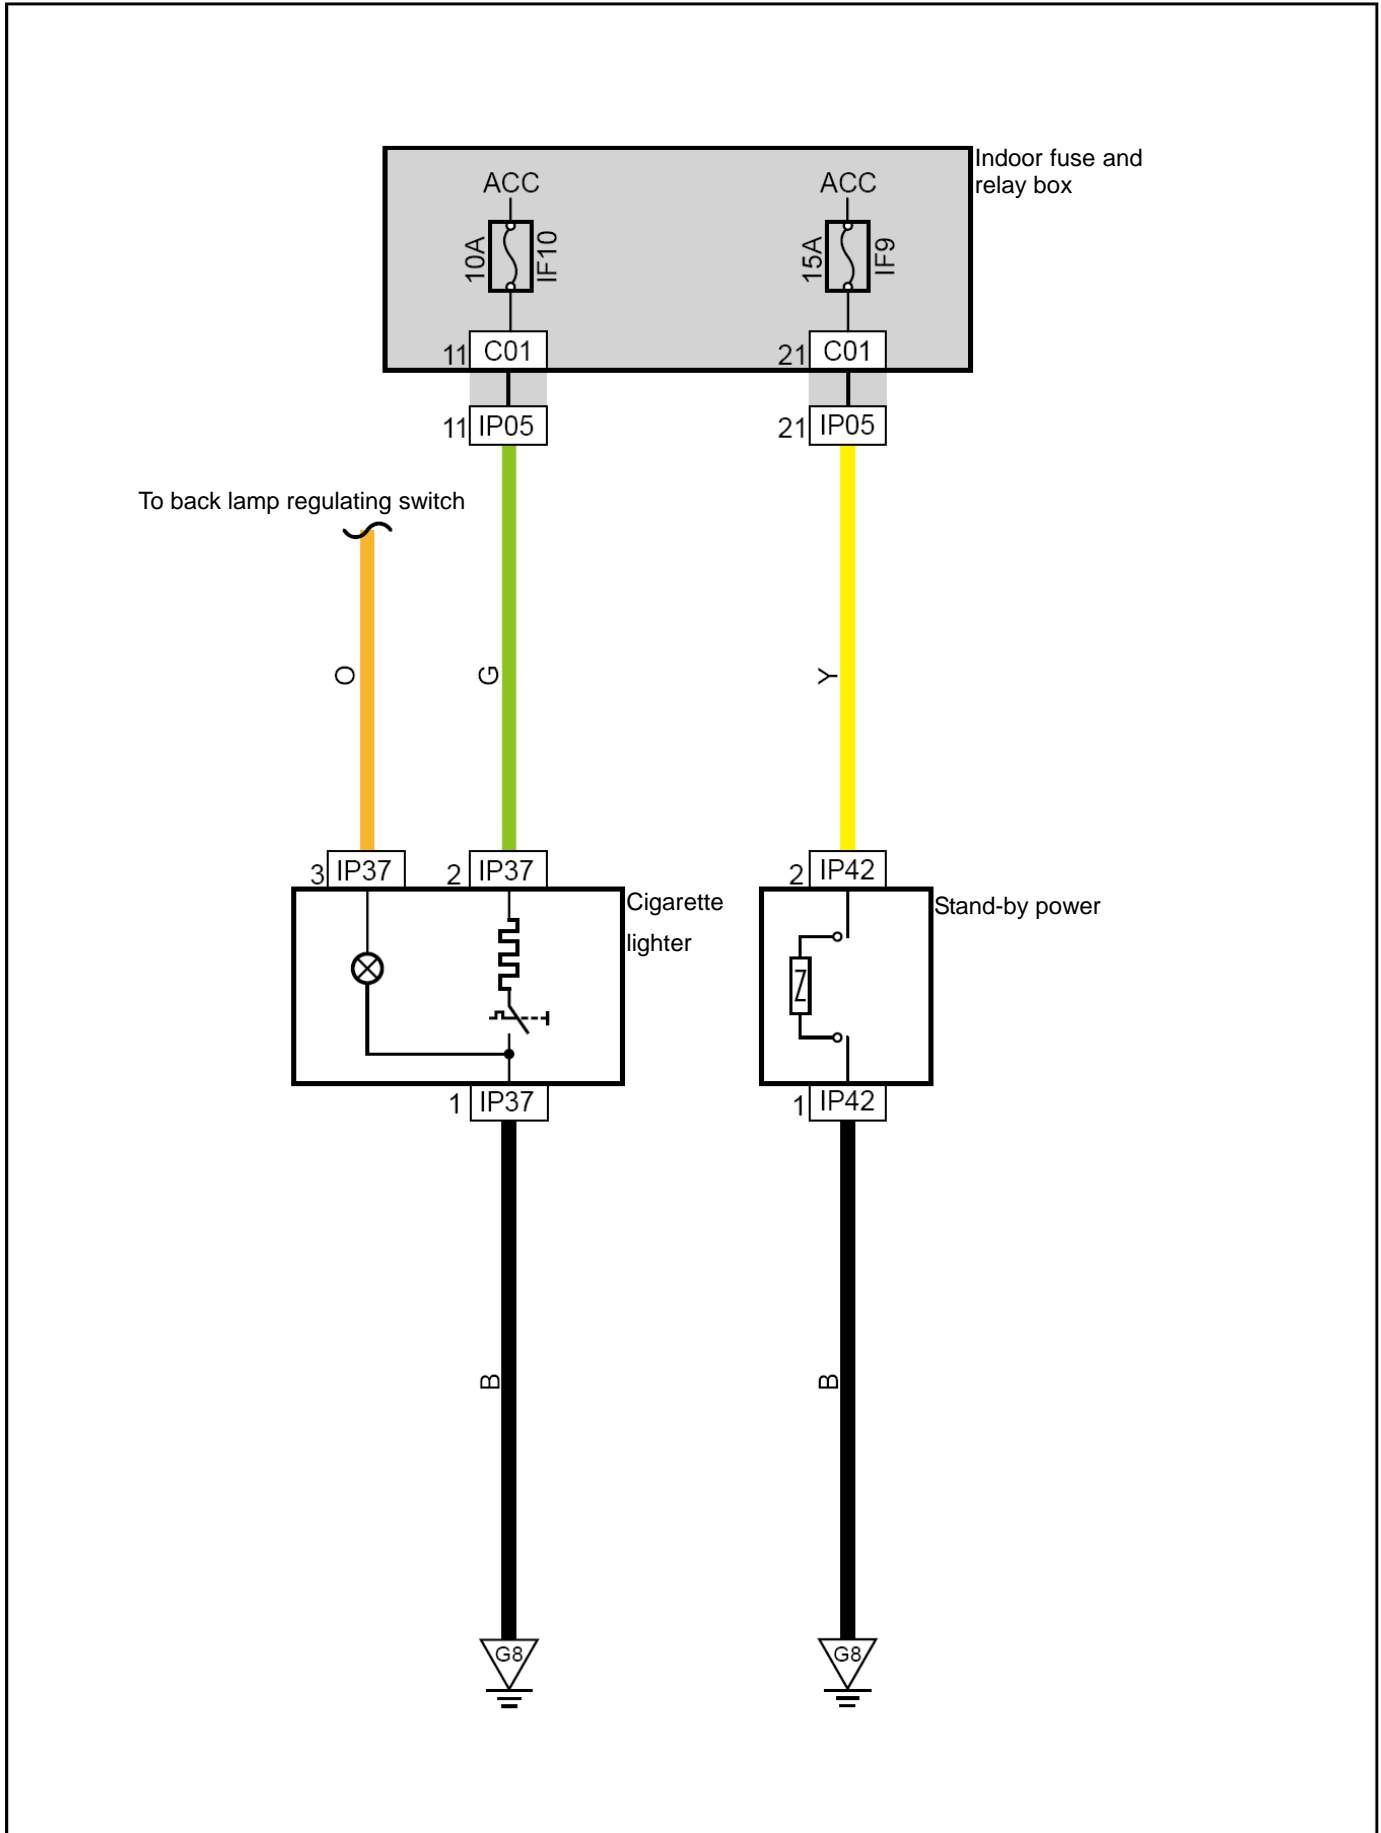 Indoor fuse and
relay box
ACC
ACC
10A
IF10
15A
IF9
11 C01
21 C01
11 IP05
21 IP05
To back lamp regulating switch
O
G
Y
3 IP37
2 IP37
2 IP42
Cigarette
lighter
Stand-by power
1 IP37
1 IP42
B
B
G8
G8